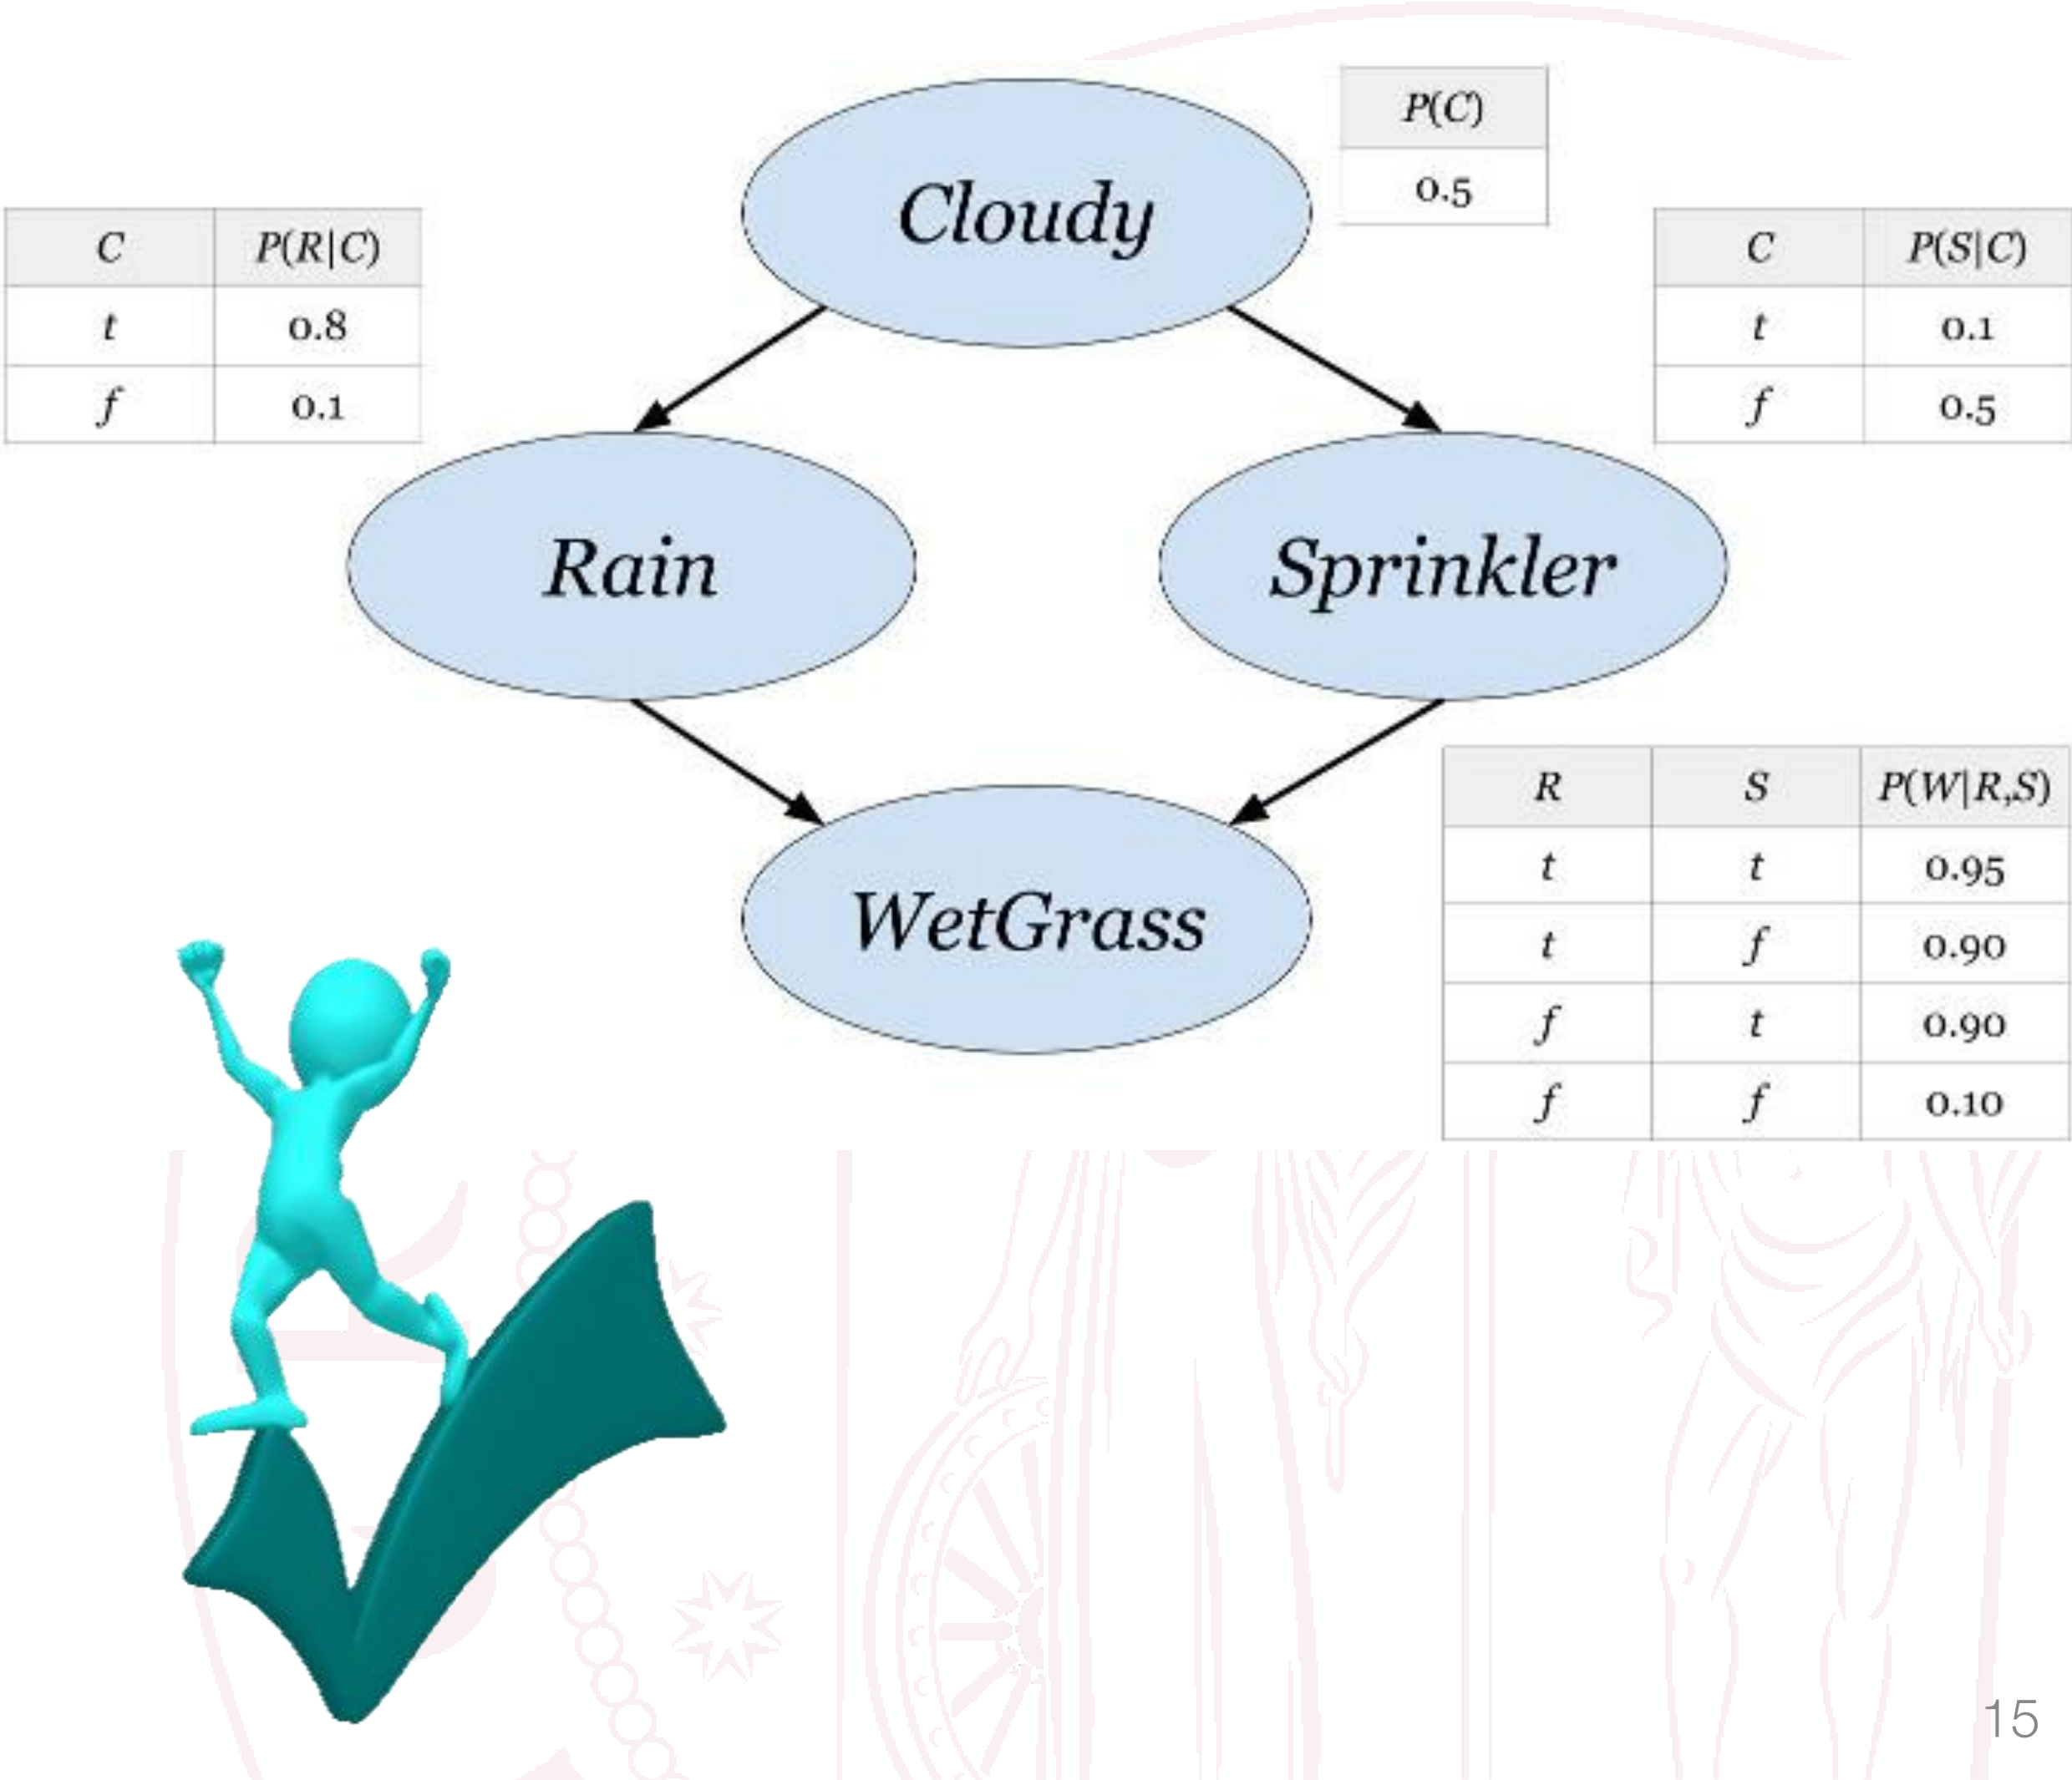 Cloudy
P(C)
0.5
C P(R|C)
t 0.8
f 0.1
C P(S|C)
t 0.1
f 0.5
Rain
Sprinkler
WetGrass
R S P(W|R,S)
t t 0.95
t f 0.90
f t 0.90
f f 0.10
15